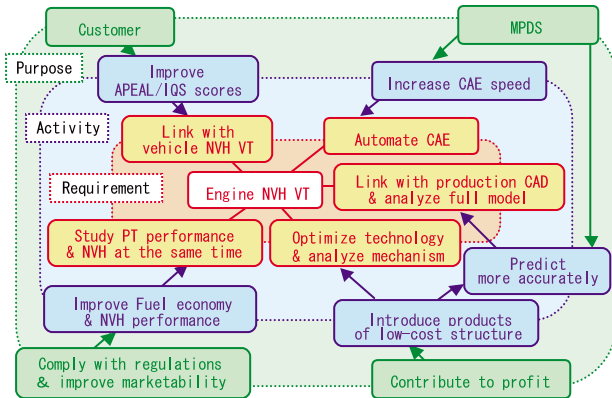 Customer
MPDS
Purpose
Improve
APEAL/IQS scores
Increase CAE speed
Activity
Link with
vehicle NVH VT
Automate CAE
Requirement
Engine NVH VT
Link with production CAD
& analyze full model
Study PT performance
& NVH at the same time
Optimize technology
& analyze mechanism
Predict
more accurately
Improve Fuel economy
& NVH performance
Introduce products
of low-cost structure
Comply with regulations
& improve marketability
Contribute to profit